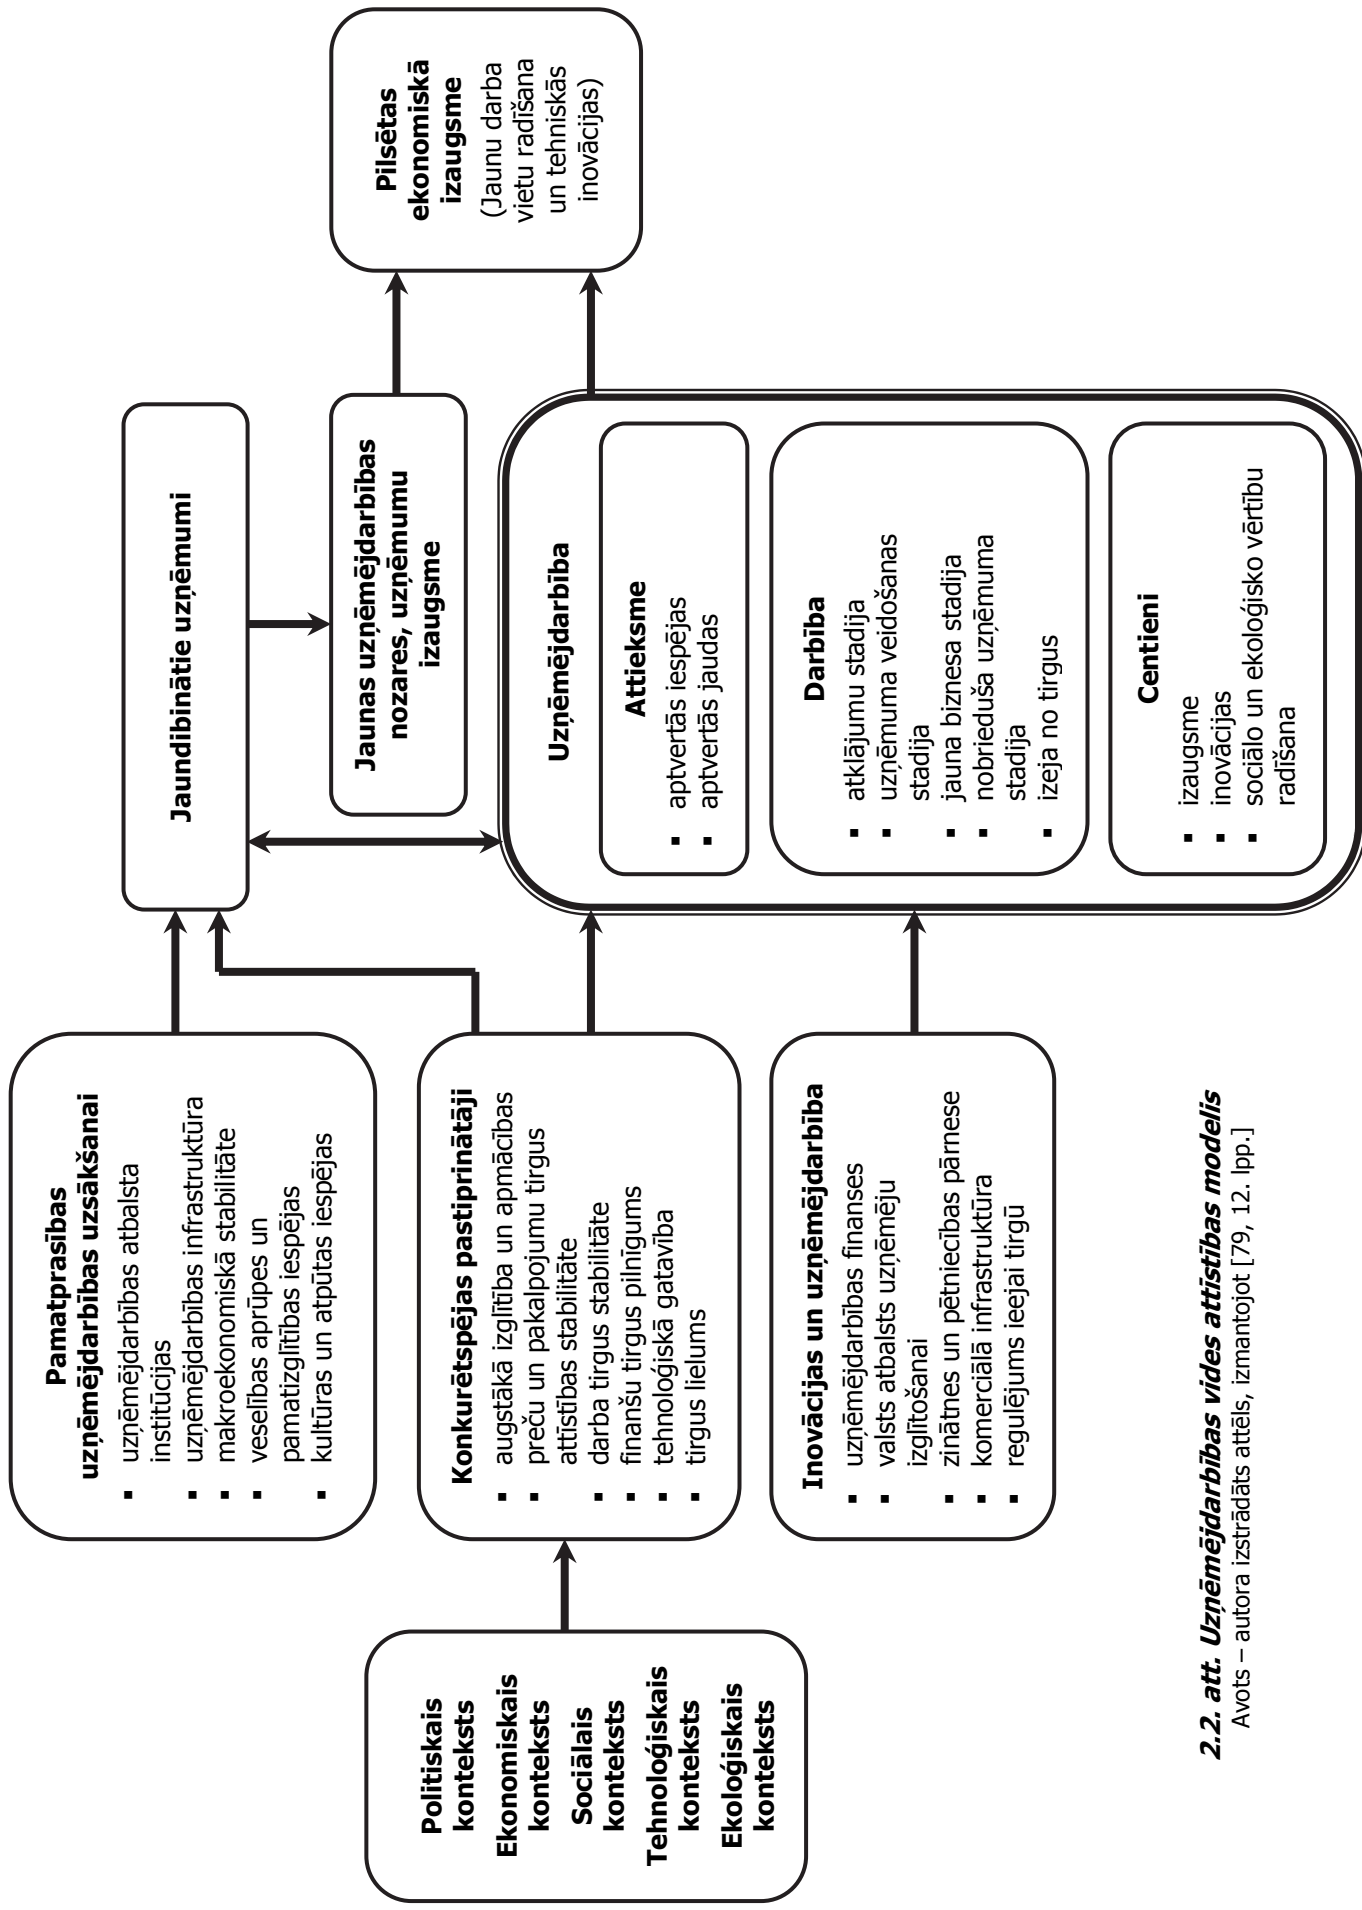 Politiskais
konteksts
Ekonomiskais
konteksts
Sociālais
konteksts
Tehnoloģiskais
konteksts
Ekoloģiskais
konteksts
Pamatprasības
uzņēmējdarbības uzsākšanai
▪ uzņēmējdarbības atbalsta
institūcijas
▪ uzņēmējdarbības infrastruktūra
▪ makroekonomiskā stabilitāte
▪ veselības aprūpes un
pamatizglītības iespējas
▪ kultūras un atpūtas iespējas
Konkurētspējas pastiprinātāji
▪ augstākā izglītība un apmācības
▪ preču un pakalpojumu tirgus
attīstības stabilitāte
▪ darba tirgus stabilitāte
▪ finanšu tirgus pilnīgums
▪ tehnoloģiskā gatavība
▪ tirgus lielums
Inovācijas un uzņēmējdarbība
▪ uzņēmējdarbības finanses
▪ valsts atbalsts uzņēmēju
izglītošanai
▪ zinātnes un pētniecības pārnese
▪ komerciālā infrastruktūra
▪ regulējums ieejai tirgū
Jaundibinātie uzņēmumi
Jaunas uzņēmējdarbības
nozares, uzņēmumu
izaugsme
Uzņēmējdarbība
Attieksme
▪ aptvertās iespējas
▪ aptvertās jaudas
Darbība
▪ atklājumu stadija
▪ uzņēmuma veidošanas
stadija
▪ jauna biznesa stadija
▪ nobrieduša uzņēmuma
stadija
▪ izeja no tirgus
Centieni
▪ izaugsme
▪ inovācijas
▪ sociālo un ekoloģisko vērtību
radīšana
Pilsētas
ekonomiskā
izaugsme
(Jaunu darba
vietu radīšana
un tehniskās
inovācijas)
2.2. att. Uzņēmējdarbības vides attīstības modelis
Avots – autora izstrādāts attēls, izmantojot [79, 12. lpp.]